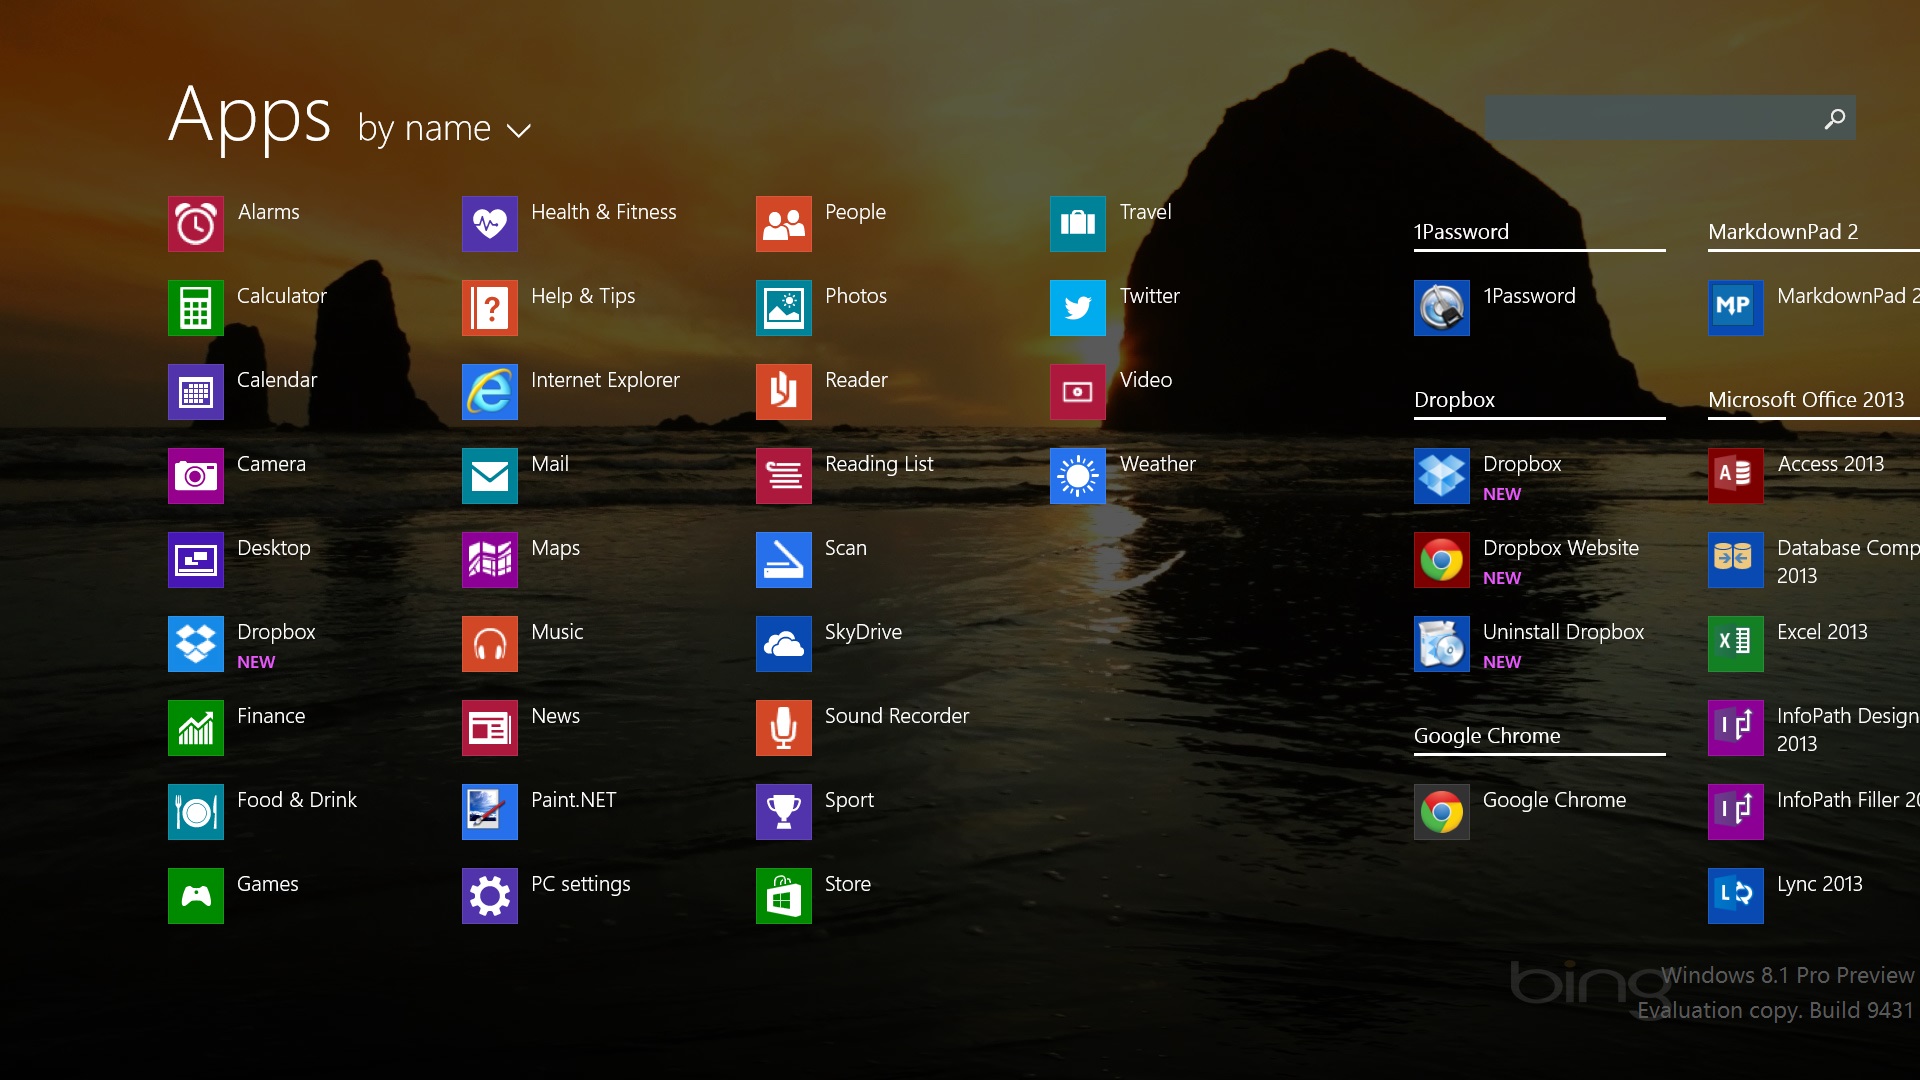 Apps by name
Alarms
Calculator
Calendar
Camera
Desktop
Dropbox
NEW
Finance
Food & Drink
Games
Health & Fitness
Help & Tips
Internet Explorer
Mail
Maps
Music
News
Paint.NET
PC settings
People
Photos
Reader
Reading List
Scan
SkyDrive
Sound Recorder
Sport
Store
Travel
Twitter
Video
Weather
1Password
1Password
Dropbox
Dropbox
NEW
Dropbox Website
NEW
Uninstall Dropbox
NEW
Google Chrome
Google Chrome
MarkdownPad 2
MP
MarkdownPad 2
Microsoft Office 2013
Access 2013
Database Comp
2013
Excel 2013
InfoPath Design
2013
InfoPath Filler 20
Lync 2013
bing
Windows 8.1 Pro Preview
Evaluation copy. Build 9431